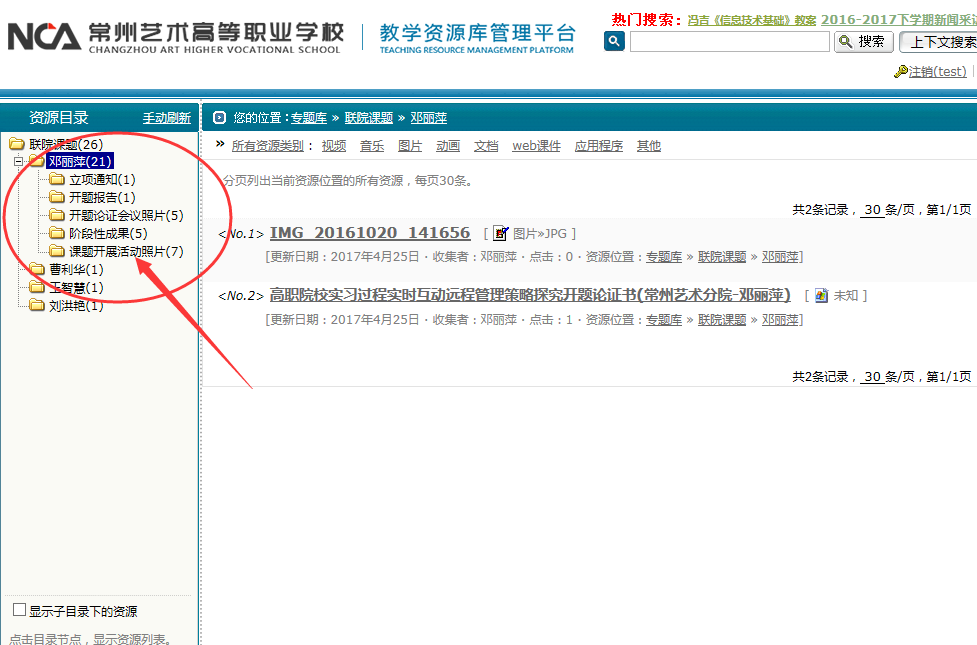 NCA 常州艺术高等职业学校 教学资源库管理平台
CHANGZHOU ART HIGHER VOCATIONAL SCHOOL TEACHING RESOURCE MANAGEMENT PLATFORM
热门搜索：冯吉《信息技术基础》教案 2016-2017下学期新闻采
搜索 上下文搜索
注销(test)
资源目录 手动刷新
您的位置：专题库 » 联院课题 » 邓丽萍
联院课题(26)
邓丽萍(21)
立项通知(1)
开题报告(1)
开题论证会议照片(5)
阶段性成果(5)
课题开展活动照片(7)
曹利华(1)
王智慧(1)
刘洪艳(1)
显示子目录下的资源
点击目录节点，显示资源列表。
» 所有资源类别： 视频 音乐 图片 动画 文档 web课件 应用程序 其他
分页列出当前资源位置的所有资源，每页30条。
共2条记录， 30 条/页，第1/1页
<No.1> IMG_20161020_141656 [ 图片»JPG ]
[更新日期：2017年4月25日 · 收集者：邓丽萍 · 点击：0 · 资源位置：专题库 » 联院课题 » 邓丽萍]
<No.2> 高职院校实习过程实时互动远程管理策略探究开题论证书(常州艺术分院-邓丽萍) [ 未知 ]
[更新日期：2017年4月25日 · 收集者：邓丽萍 · 点击：1 · 资源位置：专题库 » 联院课题 » 邓丽萍]
共2条记录， 30 条/页，第1/1页